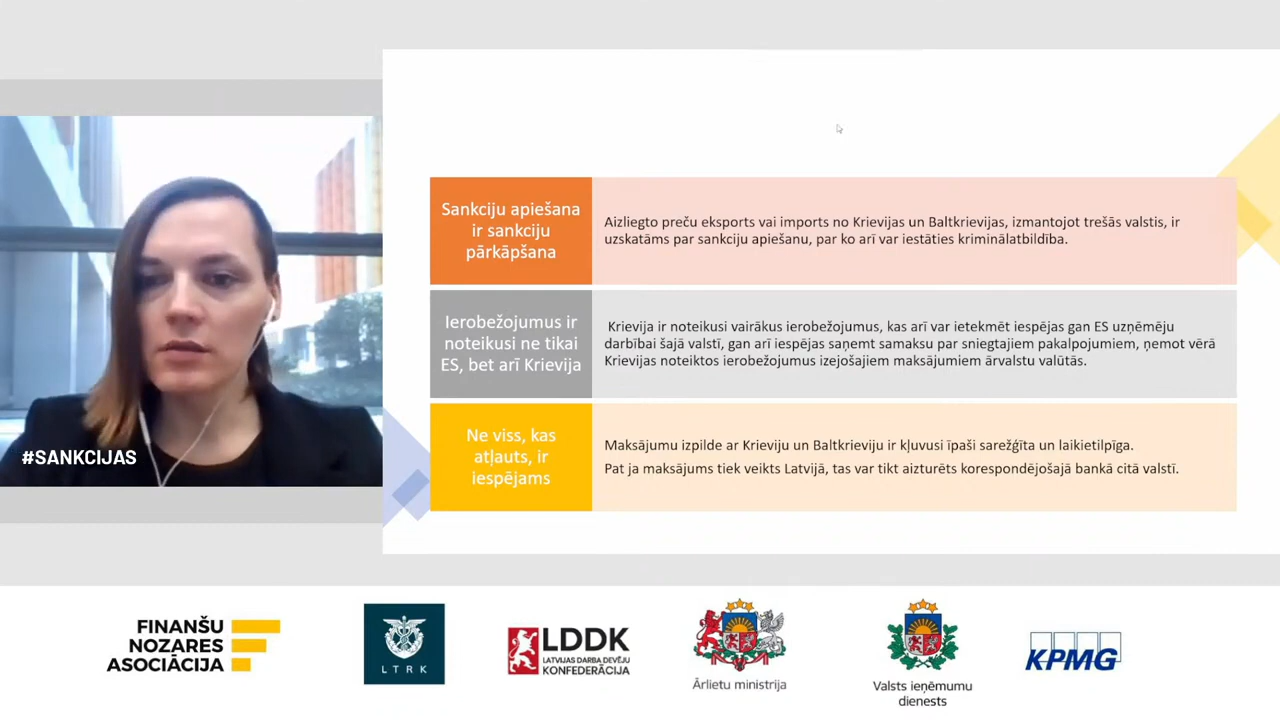 Sankciju apiešana
ir sankciju
pārkāpšana
Aizliegto preču eksports vai imports no Krievijas un Baltkrievijas, izmantojot trešās valstis, ir
uzskatāms par sankciju apiešanu, par ko arī var iestāties kriminālatbildība.
Ierobežojumus ir
noteikusi ne tikai
ES, bet arī Krievija
Krievija ir noteikusi vairākus ierobežojumus, kas arī var ietekmēt iespējas gan ES uzņēmēju
darbībai šajā valstī, gan arī iespējas saņemt samaksu par sniegtajiem pakalpojumiem, ņemot vērā
Krievijas noteiktos ierobežojumus izejošajiem maksājumiem ārvalstu valūtās.
Ne viss, kas
atļauts, ir
iespējams
Maksājumu izpilde ar Krieviju un Baltkrieviju ir kļuvusi īpaši sarežģīta un laikietilpīga.
Pat ja maksājums tiek veikts Latvijā, tas var tikt aizturēts korespondējošajā bankā citā valstī.
#SANKCIJAS
FINANŠU
NOZARES
ASOCIĀCIJA
LTRK
LDDK
LATVIJAS DARBA DEVĒJU
KONFEDERĀCIJA
Ārlietu ministrija
Valsts ieņēmumu
dienests
KPMG